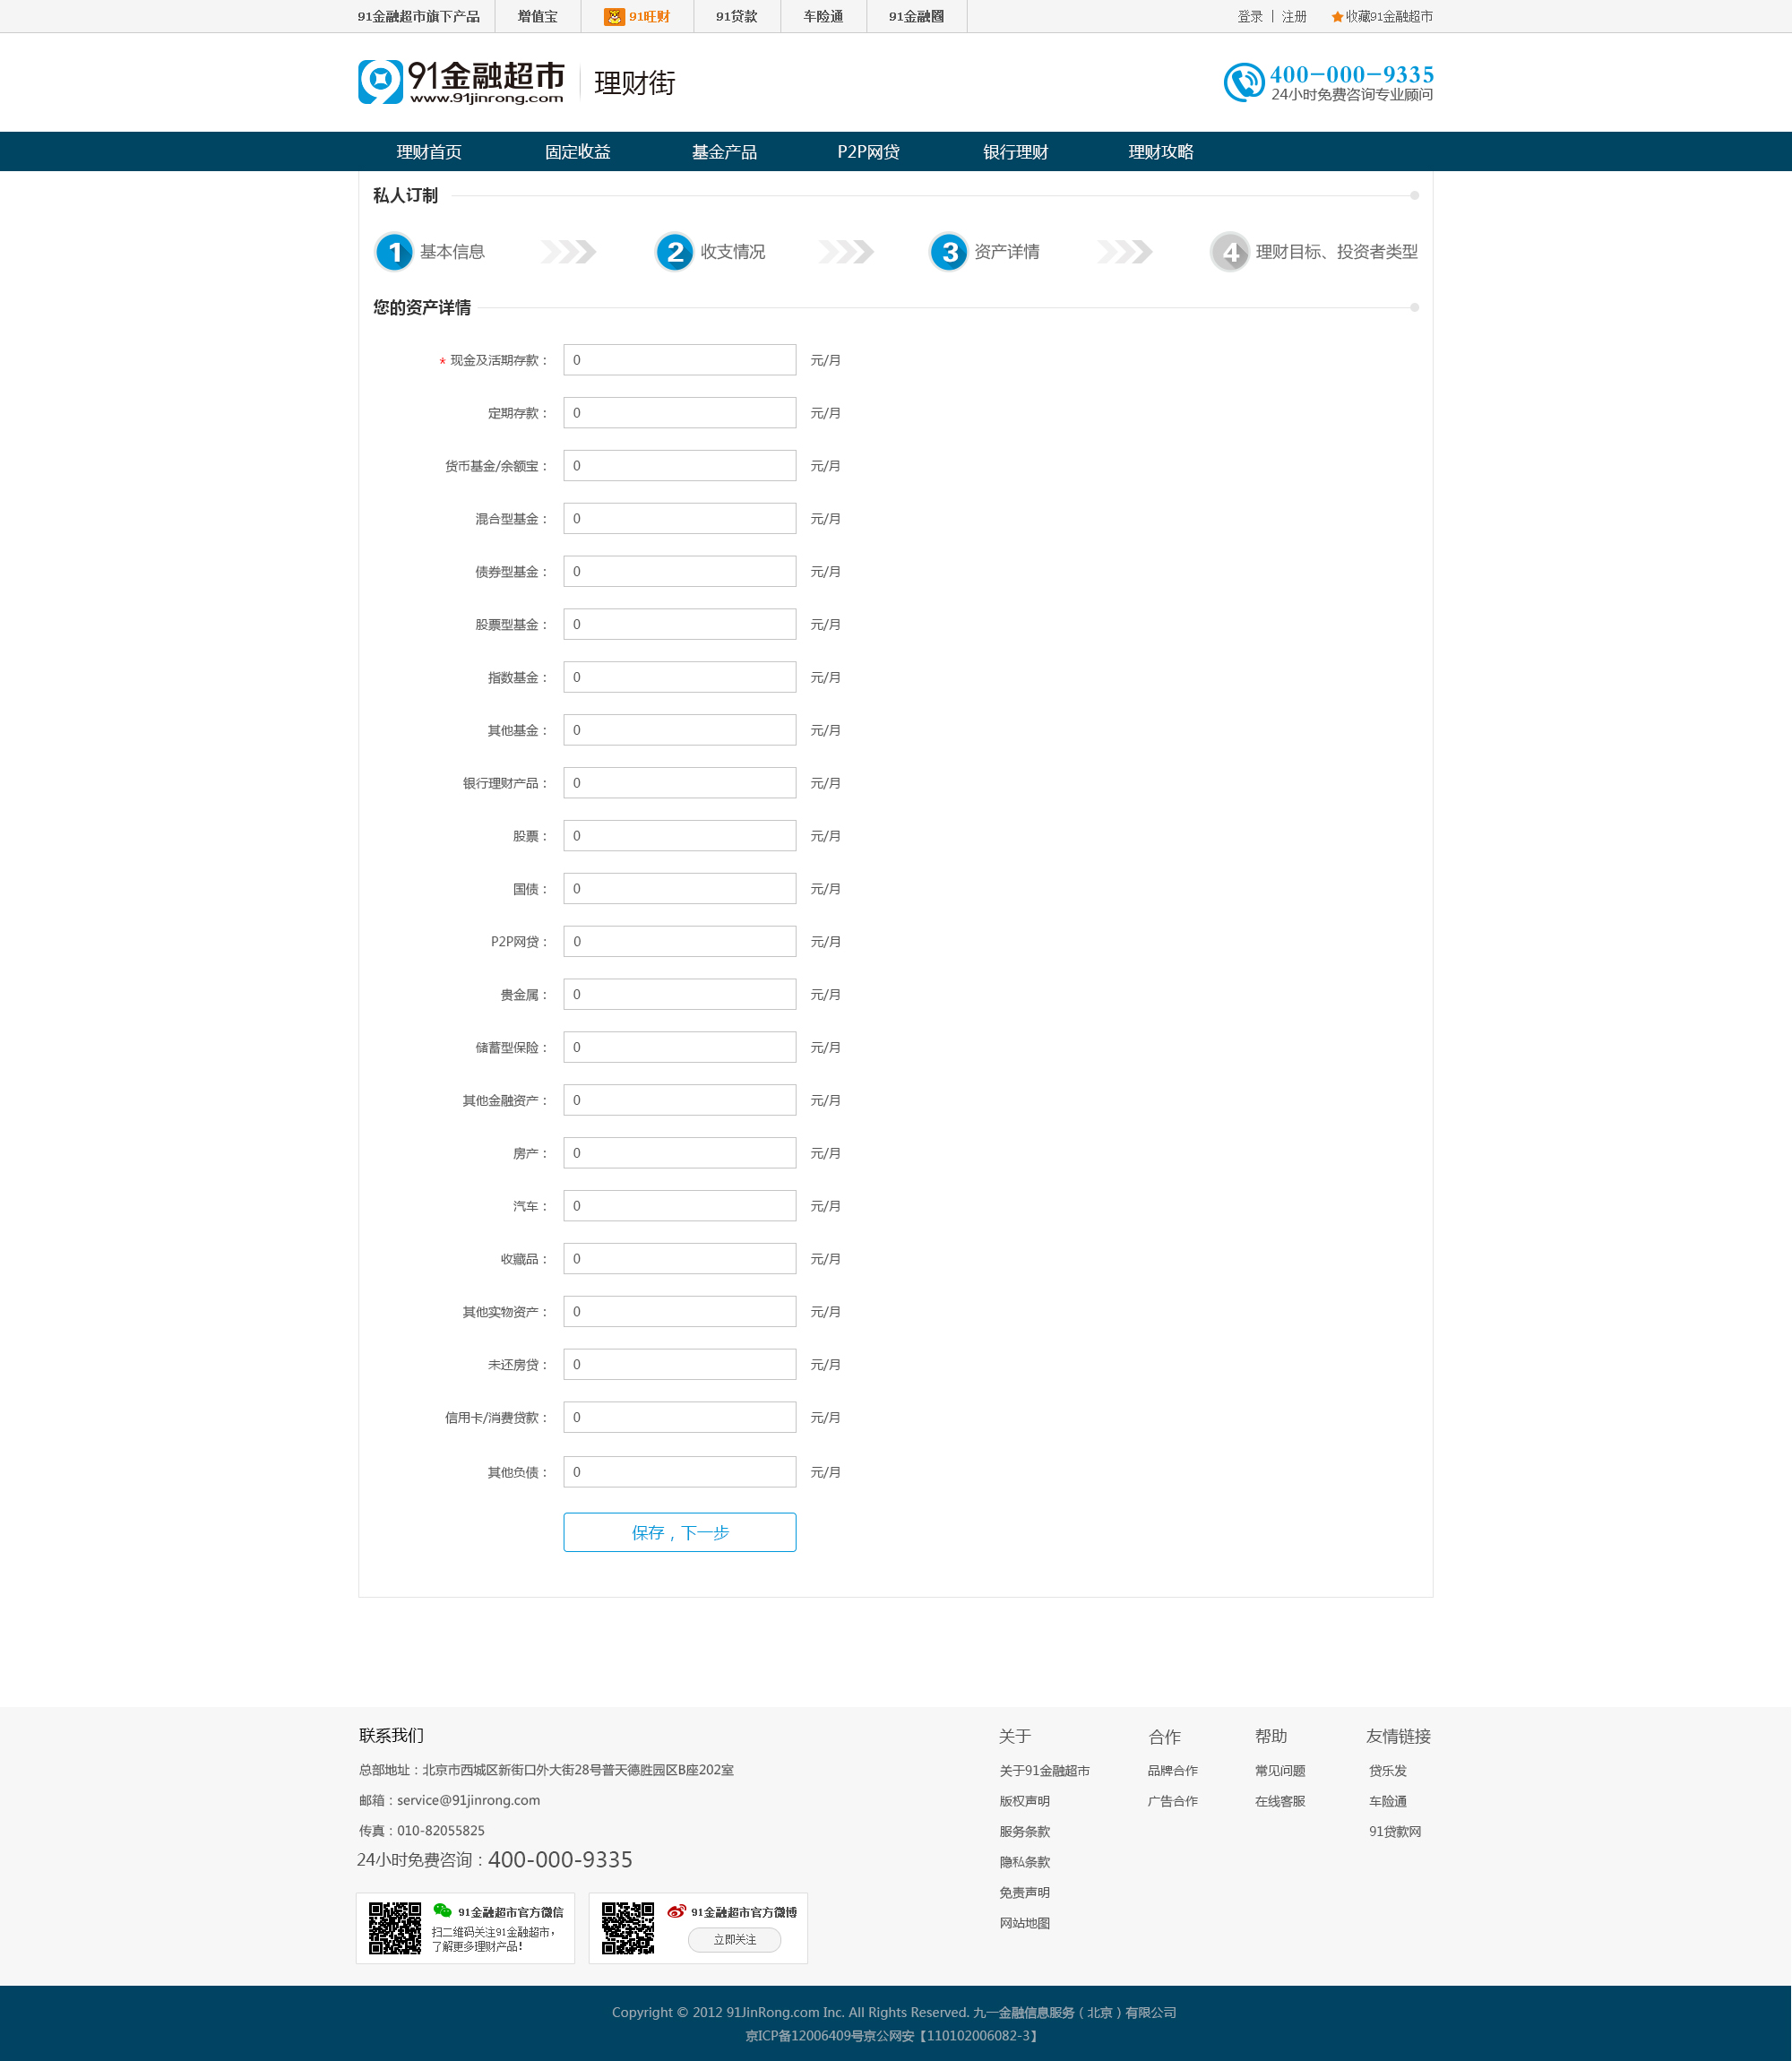 91金融超市旗下产品 增值宝 91旺财 91贷款 车险通 91金融圈 登录 | 注册 收藏91金融超市
91金融超市 理财街
www.91jinrong.com
400-000-9335
24小时免费咨询专业顾问
理财首页 固定收益 基金产品 P2P网贷 银行理财 理财攻略
私人订制
1 基本信息 2 收支情况 3 资产详情 4 理财目标、投资者类型
您的资产详情
* 现金及活期存款： 0 元/月
定期存款： 0 元/月
货币基金/余额宝： 0 元/月
混合型基金： 0 元/月
债券型基金： 0 元/月
股票型基金： 0 元/月
指数基金： 0 元/月
其他基金： 0 元/月
银行理财产品： 0 元/月
股票： 0 元/月
国债： 0 元/月
P2P网贷： 0 元/月
贵金属： 0 元/月
储蓄型保险： 0 元/月
其他金融资产： 0 元/月
房产： 0 元/月
汽车： 0 元/月
收藏品： 0 元/月
其他实物资产： 0 元/月
未还房贷： 0 元/月
信用卡/消费贷款： 0 元/月
其他负债： 0 元/月
保存，下一步
联系我们
总部地址：北京市西城区新街口外大街28号普天德胜园区B座202室
邮箱：service@91jinrong.com
传真：010-82055825
24小时免费咨询：400-000-9335
91金融超市官方微信
扫二维码关注91金融超市，
了解更多理财产品！
91金融超市官方微博
立即关注
关于
关于91金融超市
版权声明
服务条款
隐私条款
免责声明
网站地图
合作
品牌合作
广告合作
帮助
常见问题
在线客服
友情链接
贷乐发
车险通
91贷款网
Copyright © 2012 91JinRong.com Inc. All Rights Reserved. 九一金融信息服务（北京）有限公司
京ICP备12006409号京公网安【110102006082-3】